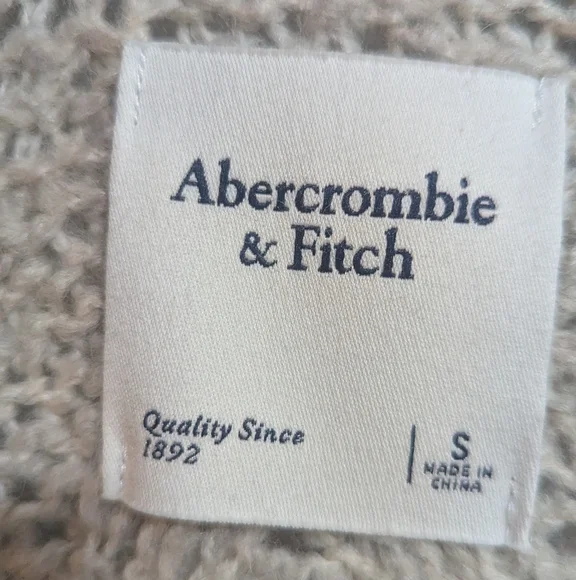 Abercrombie
& Fitch
Quality Since
1892
S
MADE IN
CHINA